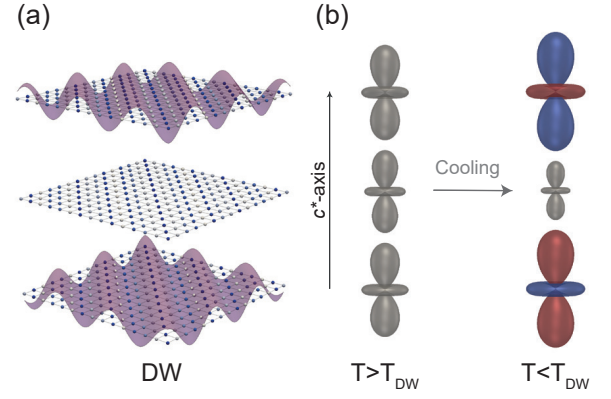 (a)
(b)
c*-axis
Cooling
DW
T>T_DW
T<T_DW